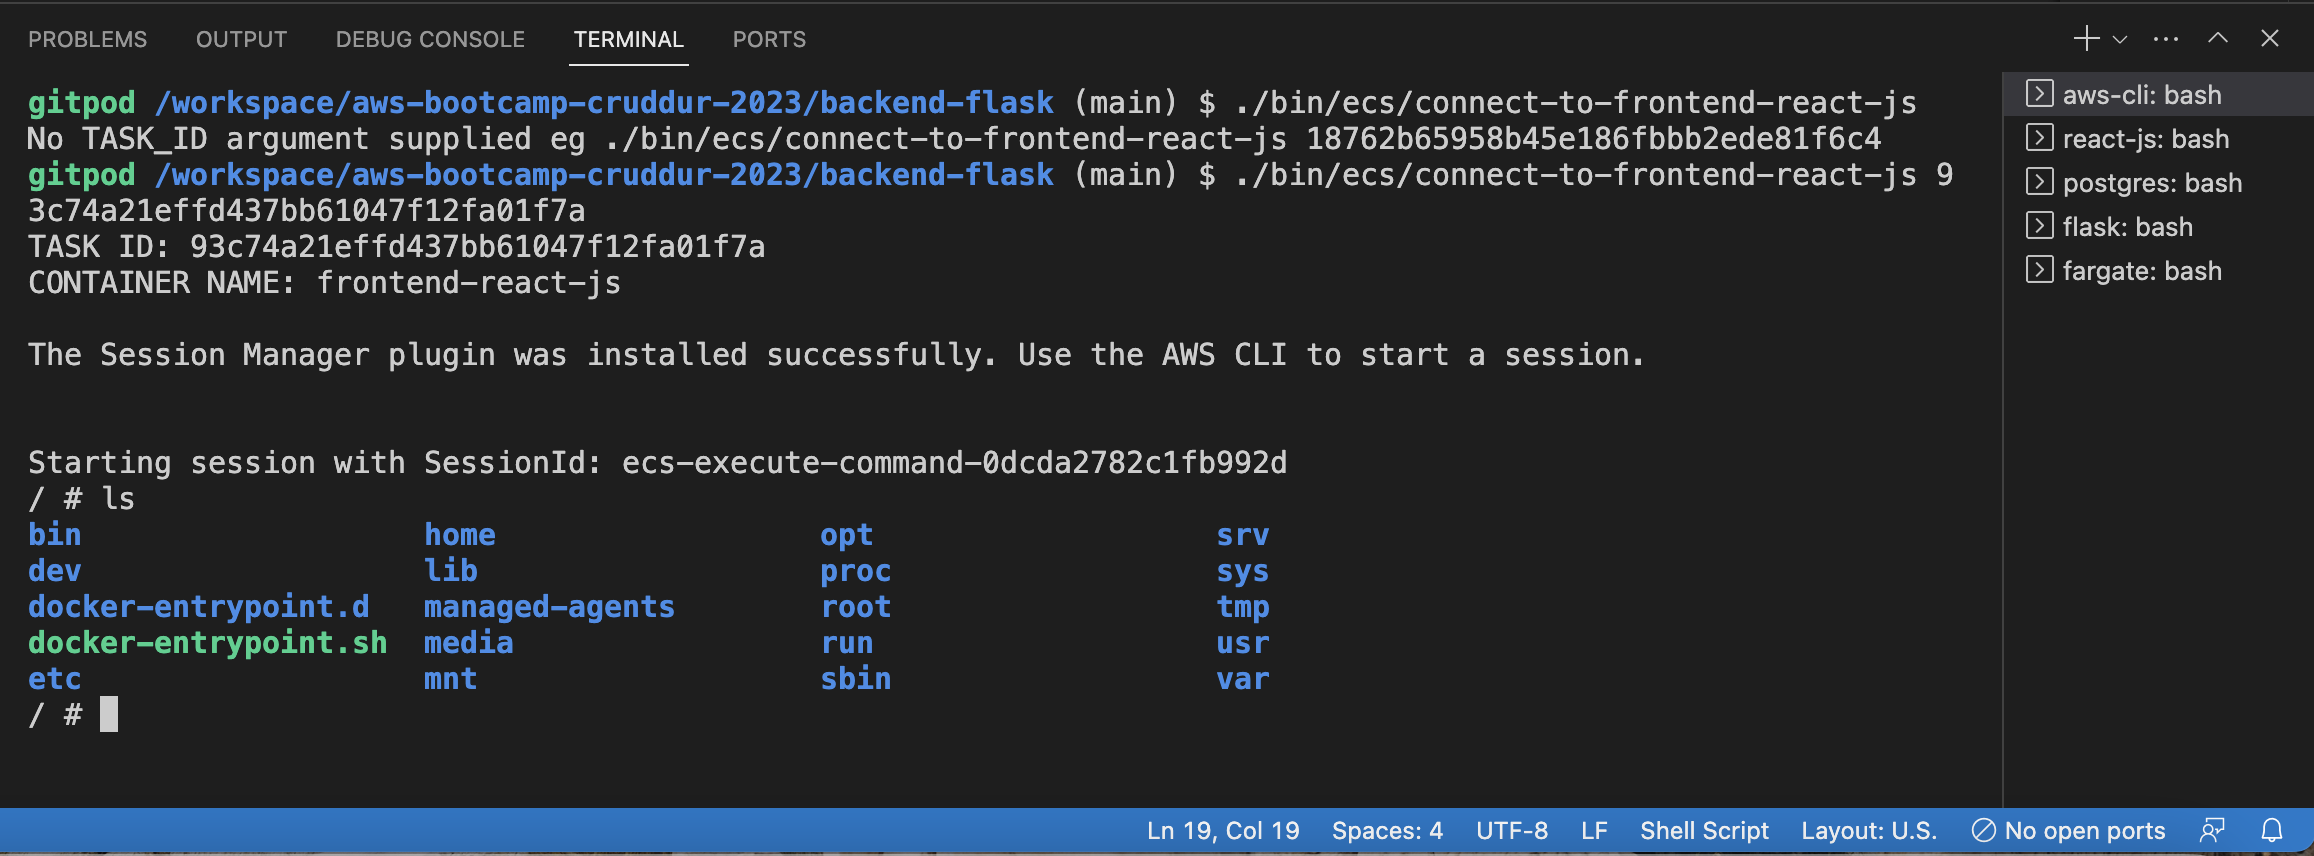 PROBLEMS OUTPUT DEBUG CONSOLE TERMINAL PORTS
gitpod /workspace/aws-bootcamp-cruddur-2023/backend-flask (main) $ ./bin/ecs/connect-to-frontend-react-js
No TASK_ID argument supplied eg ./bin/ecs/connect-to-frontend-react-js 18762b65958b45e186fbbb2ede81f6c4
gitpod /workspace/aws-bootcamp-cruddur-2023/backend-flask (main) $ ./bin/ecs/connect-to-frontend-react-js 9
3c74a21effd437bb61047f12fa01f7a
TASK ID: 93c74a21effd437bb61047f12fa01f7a
CONTAINER NAME: frontend-react-js
The Session Manager plugin was installed successfully. Use the AWS CLI to start a session.
Starting session with SessionId: ecs-execute-command-0dcda2782c1fb992d
/ # ls
bin home opt srv
dev lib proc sys
docker-entrypoint.d managed-agents root tmp
docker-entrypoint.sh media run usr
etc mnt sbin var
/ #
aws-cli: bash
react-js: bash
postgres: bash
flask: bash
fargate: bash
Ln 19, Col 19 Spaces: 4 UTF-8 LF Shell Script Layout: U.S. No open ports